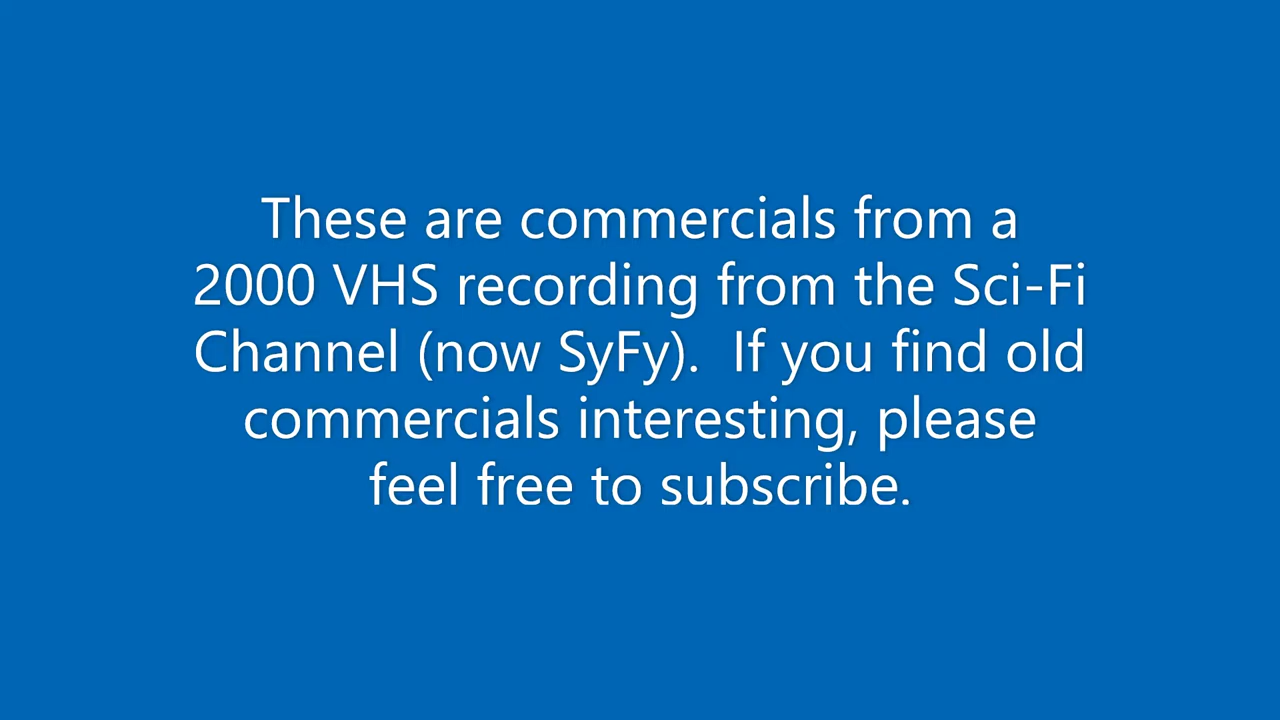 These are commercials from a
2000 VHS recording from the Sci-Fi
Channel (now SyFy).  If you find old
commercials interesting, please
feel free to subscribe.